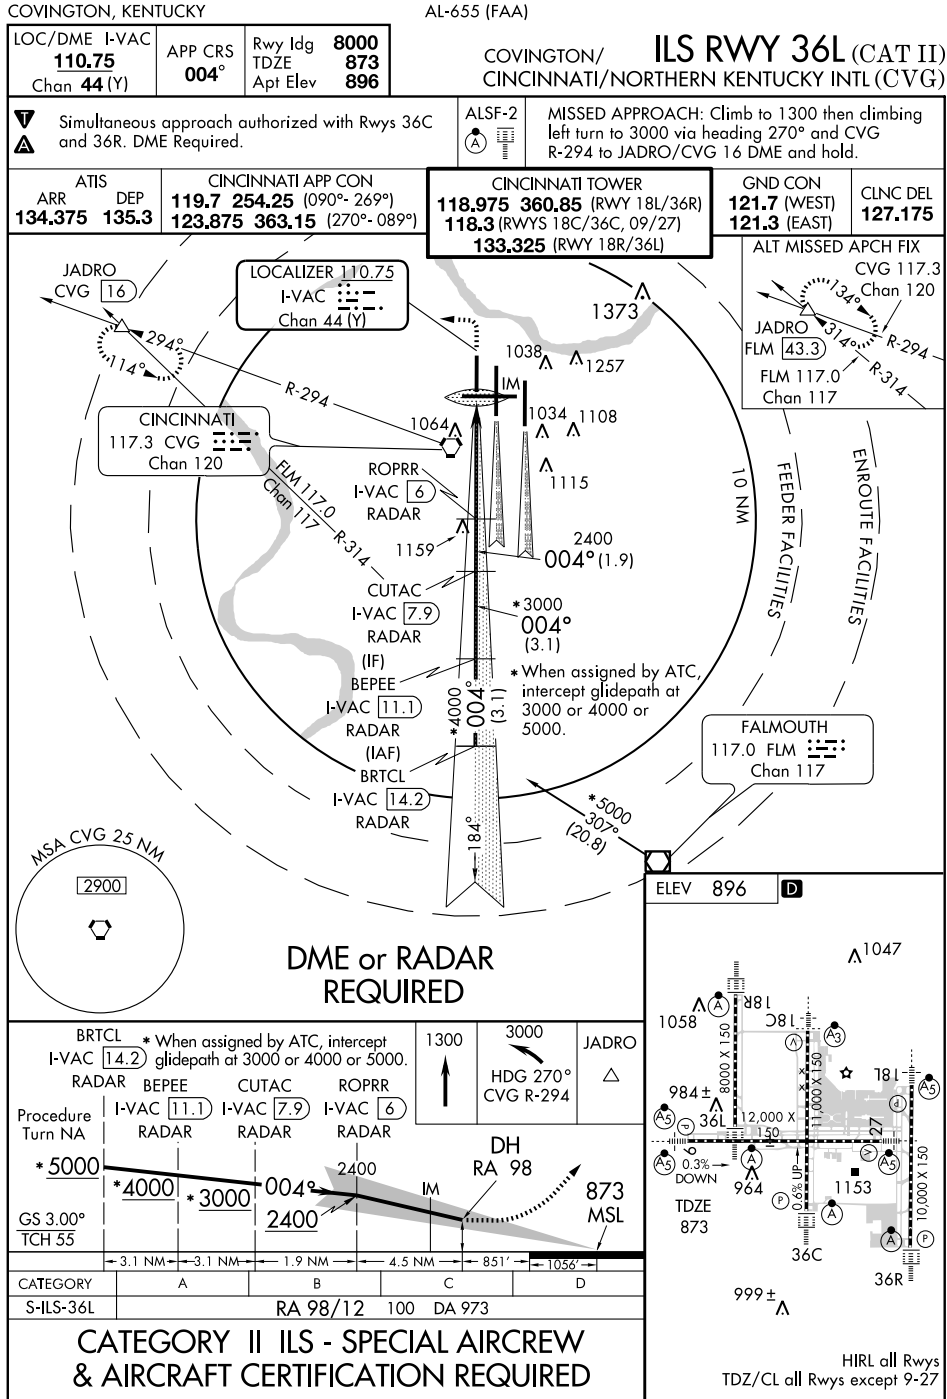 COVINGTON, KENTUCKY
AL-655 (FAA)
LOC/DME I-VAC
110.75
Chan 44 (Y)
APP CRS
004°
Rwy Idg 8000
TDZE 873
Apt Elev 896
COVINGTON/
CINCINNATI/NORTHERN KENTUCKY INTL (CVG)
ILS RWY 36L (CAT II)
T
A
Simultaneous approach authorized with Rwys 36C
and 36R. DME Required.
ALSF-2
A
MISSED APPROACH: Climb to 1300 then climbing
left turn to 3000 via heading 270° and CVG
R-294 to JADRO/CVG 16 DME and hold.
ATIS
ARR DEP
134.375 135.3
CINCINNATI APP CON
119.7 254.25 (090°- 269°)
123.875 363.15 (270°- 089°)
CINCINNATI TOWER
118.975 360.85 (RWY 18L/36R)
118.3 (RWYS 18C/36C, 09/27)
133.325 (RWY 18R/36L)
GND CON
121.7 (WEST)
121.3 (EAST)
CLNC DEL
127.175
JADRO
CVG 16
294°
114°
R-294
LOCALIZER 110.75
I-VAC
Chan 44 (Y)
1373
1038
1257
IM
1034
1108
1064
1115
1159
ALT MISSED APCH FIX
CVG 117.3
Chan 120
134°
JADRO
FLM 43.3
314°
R-294
R-314
FLM 117.0
Chan 117
CINCINNATI
117.3 CVG
Chan 120
FLM 117.0
Chan 117
R-314
ROPRR
I-VAC 6
RADAR
2400
004° (1.9)
CUTAC
I-VAC 7.9
RADAR
*3000
004°
(3.1)
(IF)
BEPEE
I-VAC 11.1
RADAR
*4000
004°
(3.1)
* When assigned by ATC,
intercept glidepath at
3000 or 4000 or
5000.
(IAF)
BRTCL
I-VAC 14.2
RADAR
184°
10 NM
FEEDER FACILITIES
ENROUTE FACILITIES
FALMOUTH
117.0 FLM
Chan 117
*5000
307°
(20.8)
MSA CVG 25 NM
2900
DME or RADAR
REQUIRED
ELEV 896 D
1047
1058
A
18R
18C
A3
V
8000 X 150
11,000 X 150
18L
A5
P
984 ±
36L
A5
P
12,000 X
150
27
9
A5
0.3%
DOWN
A
964
V
A5
0.6% UP
P
1153
A
10,000 X 150
TDZE
873
A
P
36C
36R
999 ±
HIRL all Rwys
TDZ/CL all Rwys except 9-27
BRTCL
I-VAC 14.2
RADAR
* When assigned by ATC, intercept
glidepath at 3000 or 4000 or 5000.
BEPEE
I-VAC 11.1
RADAR
CUTAC
I-VAC 7.9
RADAR
ROPRR
I-VAC 6
RADAR
1300
3000
HDG 270°
CVG R-294
JADRO
Procedure
Turn NA
*5000
*4000
*3000
004°
2400
2400
IM
DH
RA 98
873
MSL
GS 3.00°
TCH 55
3.1 NM
3.1 NM
1.9 NM
4.5 NM
851'
1056'
CATEGORY A B C D
S-ILS-36L RA 98/12 100 DA 973
CATEGORY II ILS - SPECIAL AIRCREW
& AIRCRAFT CERTIFICATION REQUIRED